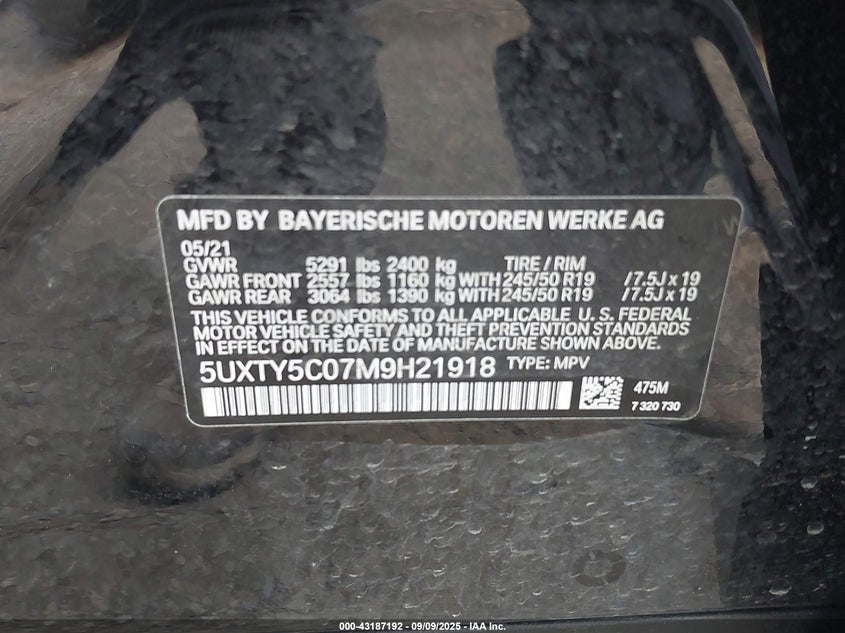 MFD BY BAYERISCHE MOTOREN WERKE AG
05/21
GVWR 5291 lbs 2400 kg TIRE / RIM
GAWR FRONT 2557 lbs 1160 kg WITH 245/50 R19 /7.5J x 19
GAWR REAR 3064 lbs 1390 kg WITH 245/50 R19 /7.5J x 19
THIS VEHICLE CONFORMS TO ALL APPLICABLE U. S. FEDERAL
MOTOR VEHICLE SAFETY AND THEFT PREVENTION STANDARDS
IN EFFECT ON THE DATE OF MANUFACTURE SHOWN ABOVE.
5UXTY5C07M9H21918 TYPE: MPV
475M
7 320 730
000-43187192 - 09/09/2025 - IAA Inc.